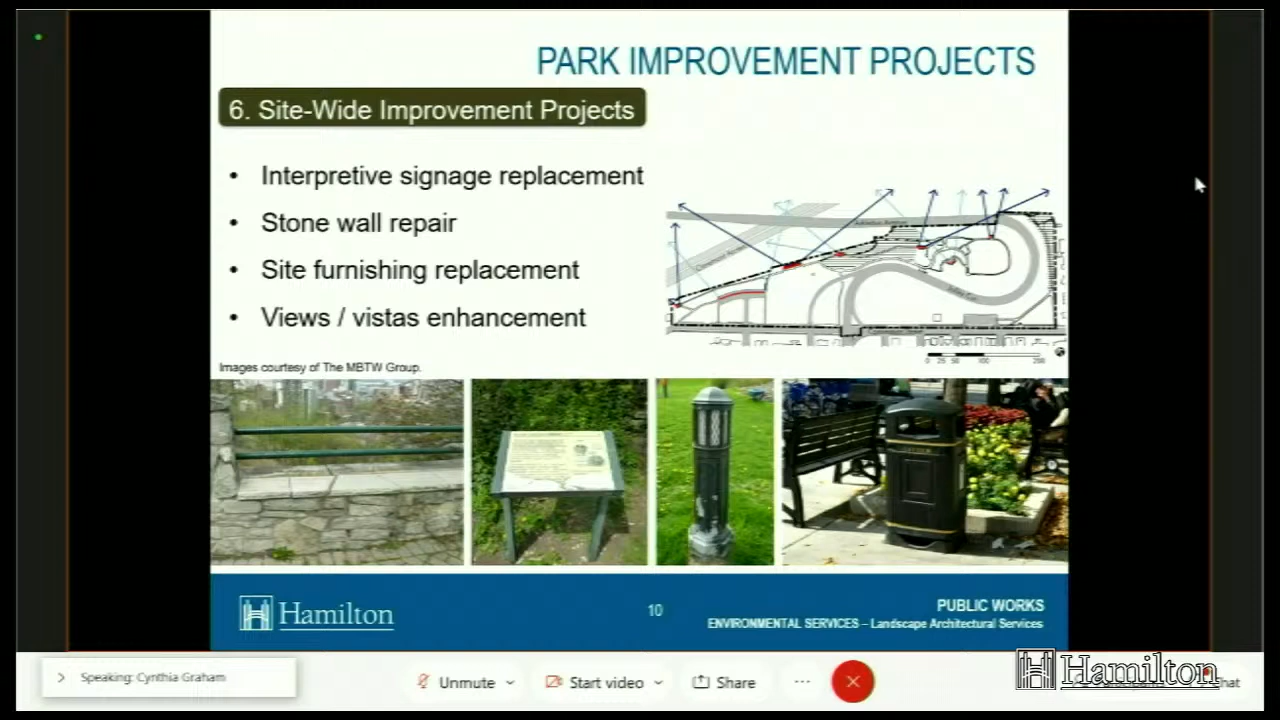 PARK IMPROVEMENT PROJECTS
6. Site-Wide Improvement Projects
• Interpretive signage replacement
• Stone wall repair
• Site furnishing replacement
• Views / vistas enhancement
Images courtesy of The MBTW Group.
Hamilton
10
PUBLIC WORKS
ENVIRONMENTAL SERVICES – Landscape Architectural Services
Speaking: Cynthia Graham
Unmute
Start video
Share
Hamilton
Chat